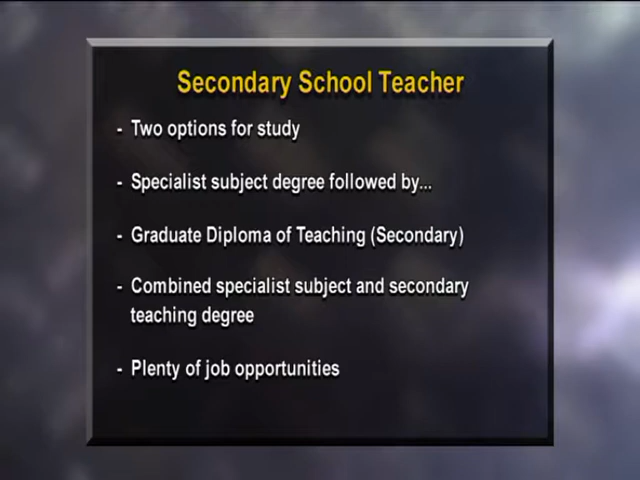 Secondary School Teacher
- Two options for study
- Specialist subject degree followed by...
- Graduate Diploma of Teaching (Secondary)
- Combined specialist subject and secondary
teaching degree
- Plenty of job opportunities